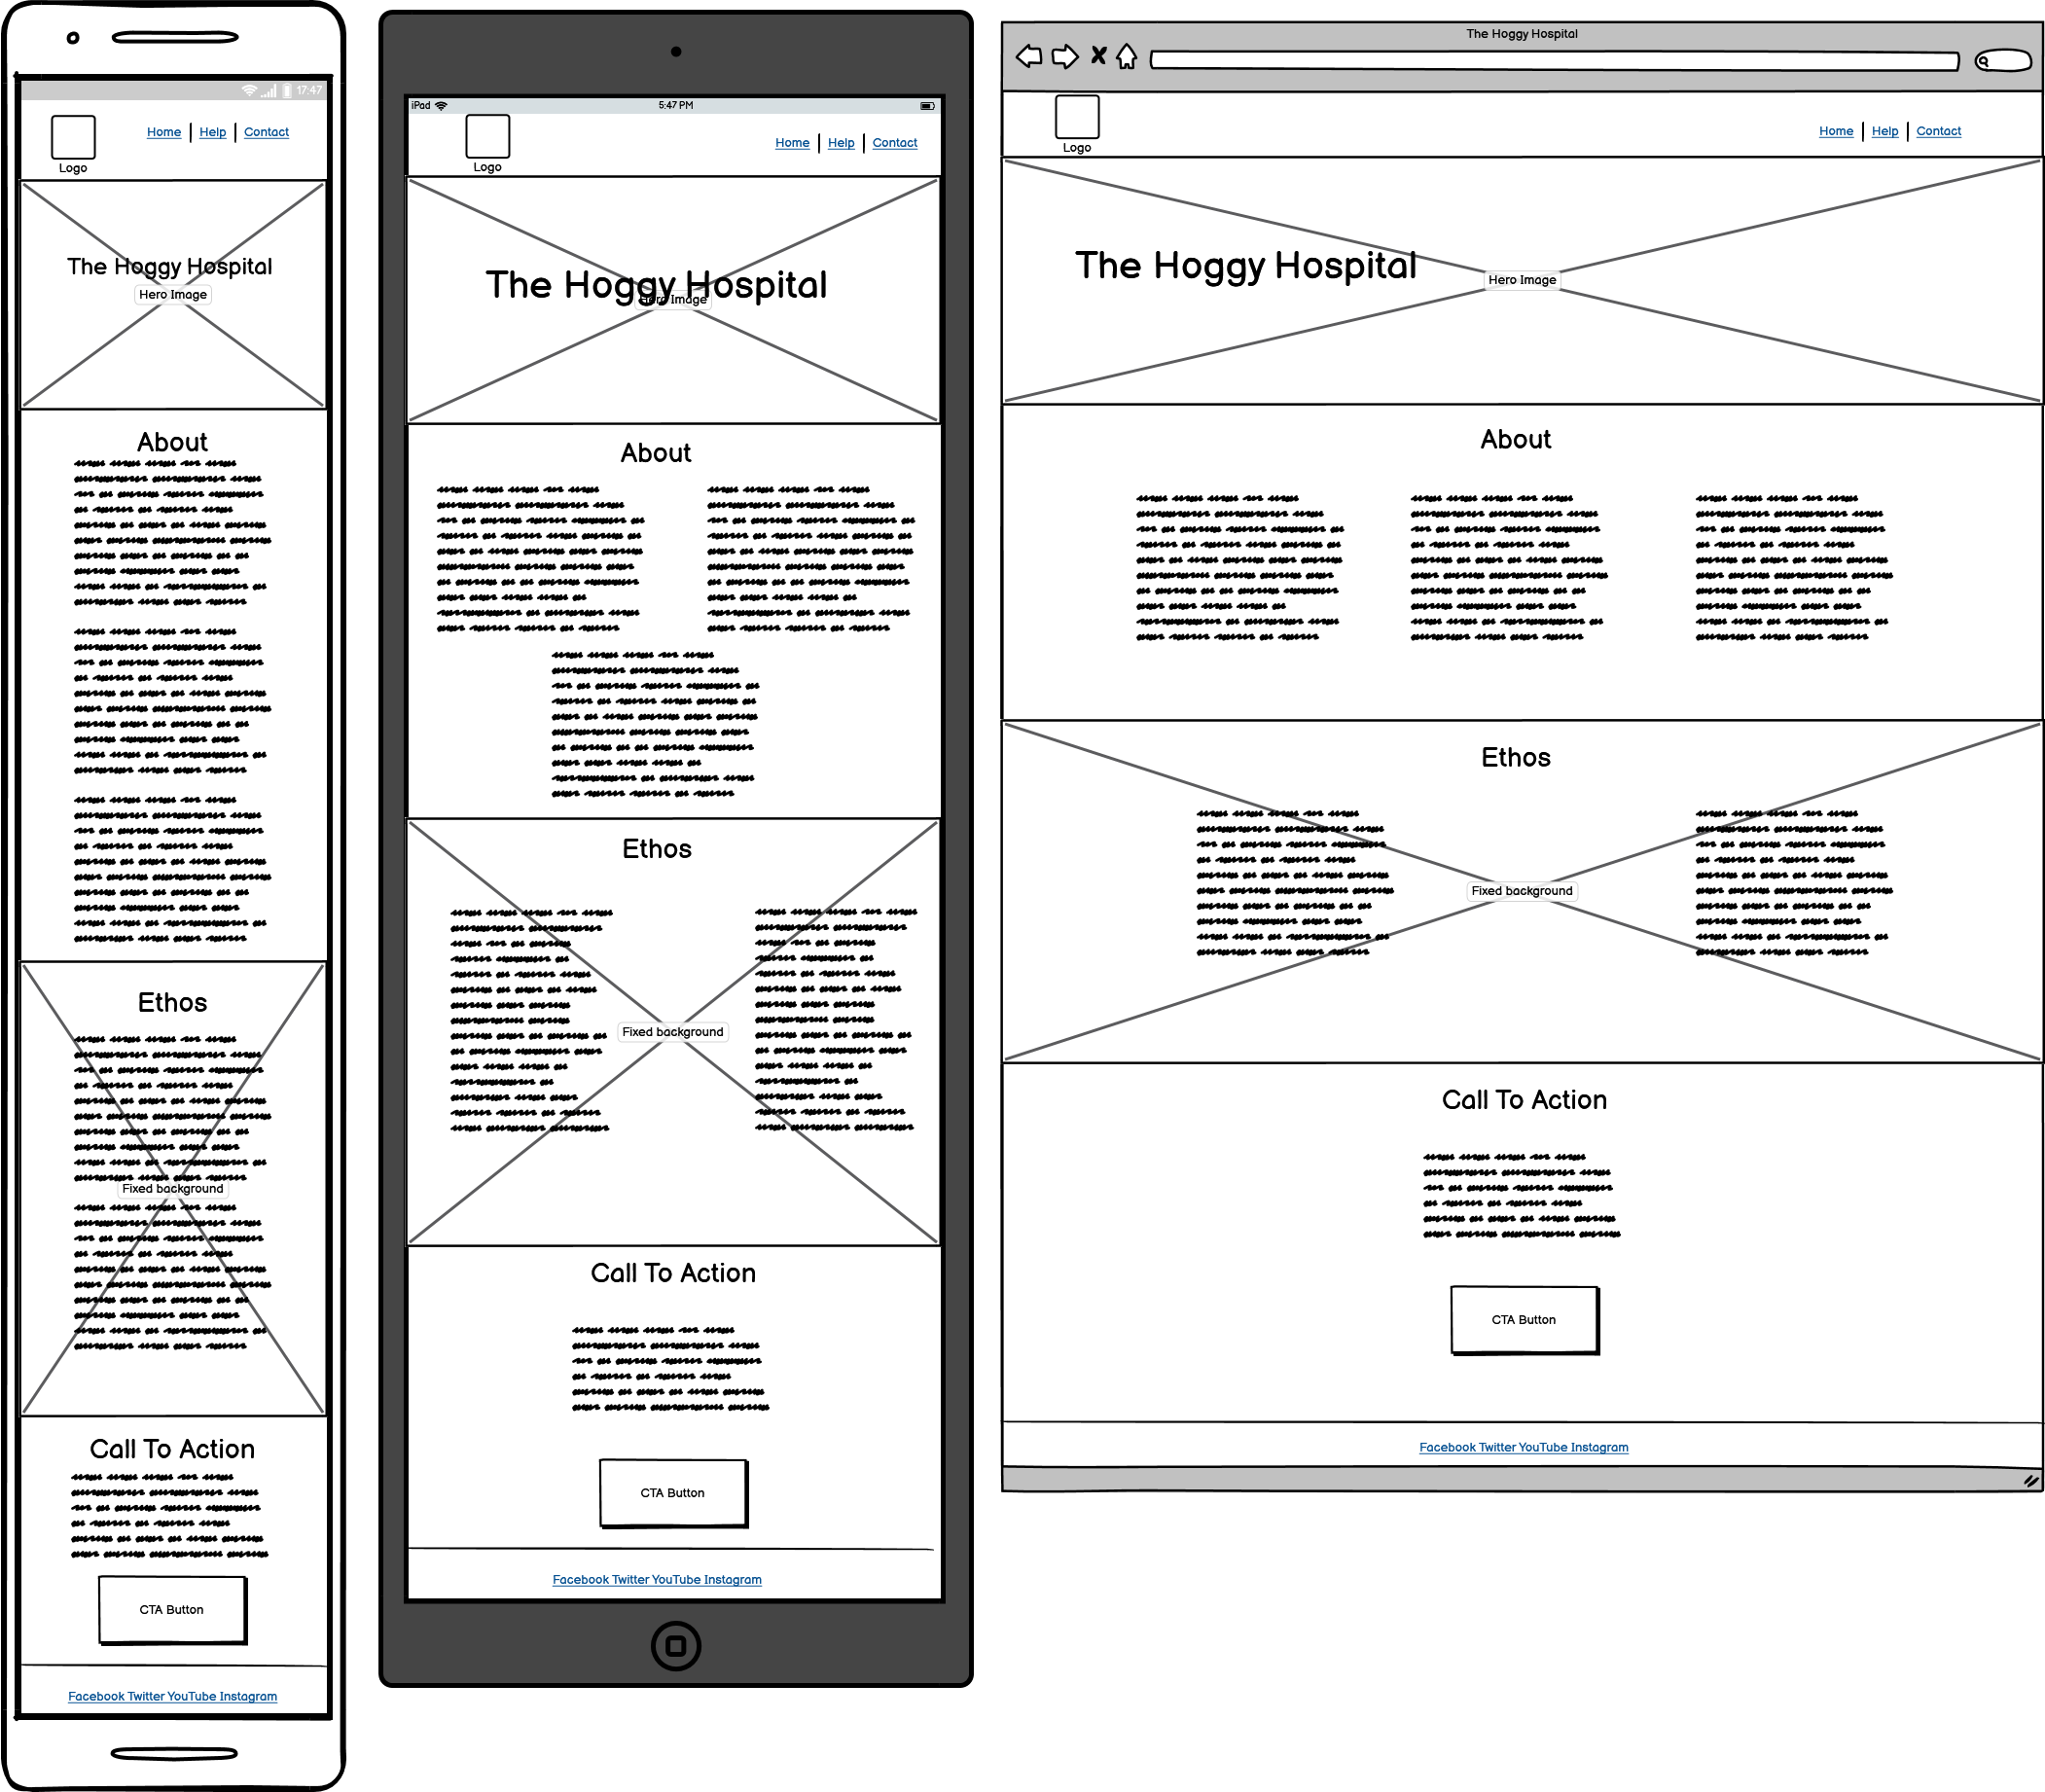 17:47
Logo
Home | Help | Contact
The Hoggy Hospital
Hero Image
About
Ethos
Fixed background
Call To Action
CTA Button
Facebook Twitter YouTube Instagram
iPad
5:47 PM
Logo
Home | Help | Contact
The Hoggy Hospital
Hero Image
About
Ethos
Fixed background
Call To Action
CTA Button
Facebook Twitter YouTube Instagram
The Hoggy Hospital
Logo
Home | Help | Contact
The Hoggy Hospital
Hero Image
About
Ethos
Fixed background
Call To Action
CTA Button
Facebook Twitter YouTube Instagram